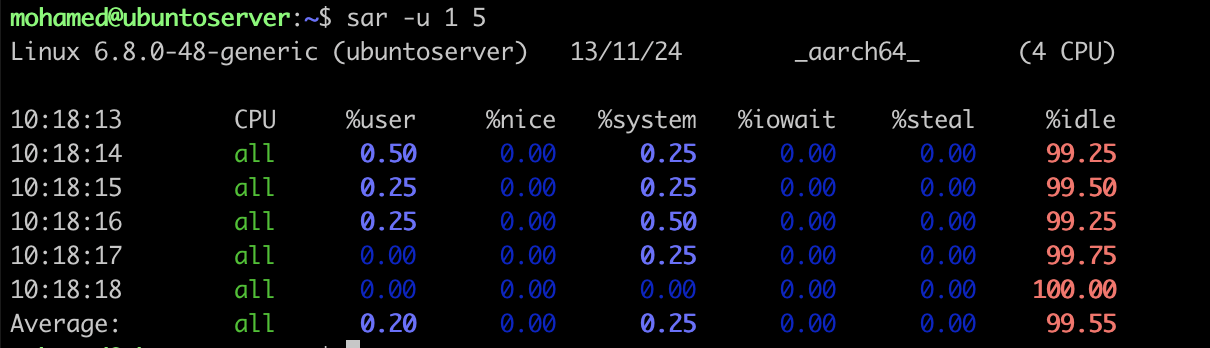 mohamed@ubuntoserver:~$ sar -u 1 5
Linux 6.8.0-48-generic (ubuntoserver) 13/11/24 _aarch64_ (4 CPU)
10:18:13 CPU %user %nice %system %iowait %steal %idle
10:18:14 all 0.50 0.00 0.25 0.00 0.00 99.25
10:18:15 all 0.25 0.00 0.25 0.00 0.00 99.50
10:18:16 all 0.25 0.00 0.50 0.00 0.00 99.25
10:18:17 all 0.00 0.00 0.25 0.00 0.00 99.75
10:18:18 all 0.00 0.00 0.00 0.00 0.00 100.00
Average: all 0.20 0.00 0.25 0.00 0.00 99.55